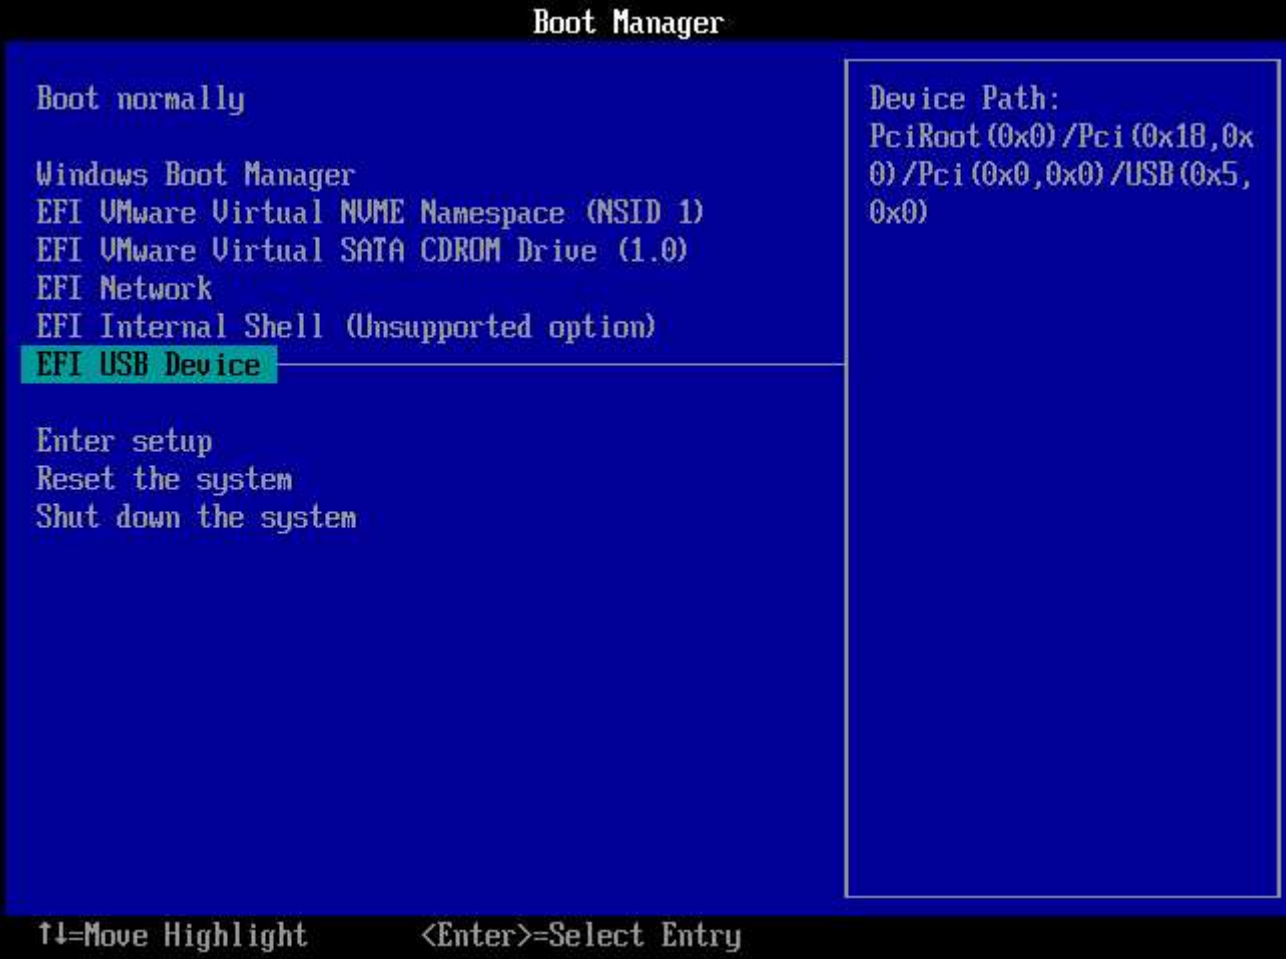 Boot Manager
Boot normally
Windows Boot Manager
EFI VMware Virtual NVME Namespace (NSID 1)
EFI VMware Virtual SATA CDROM Drive (1.0)
EFI Network
EFI Internal Shell (Unsupported option)
EFI USB Device
Enter setup
Reset the system
Shut down the system
Device Path:
PciRoot(0x0)/Pci(0x18,0x
0)/Pci(0x0,0x0)/USB(0x5,
0x0)
↑↓=Move Highlight <Enter>=Select Entry